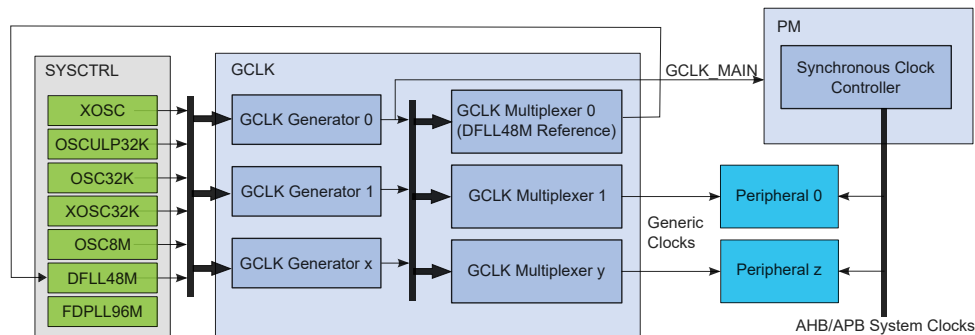 SYSCTRL
XOSC
OSCULP32K
OSC32K
XOSC32K
OSC8M
DFLL48M
FDPLL96M
GCLK
GCLK Generator 0
GCLK Generator 1
GCLK Generator x
GCLK Multiplexer 0
(DFLL48M Reference)
GCLK Multiplexer 1
GCLK Multiplexer y
GCLK_MAIN
Generic
Clocks
PM
Synchronous Clock
Controller
Peripheral 0
Peripheral z
AHB/APB System Clocks